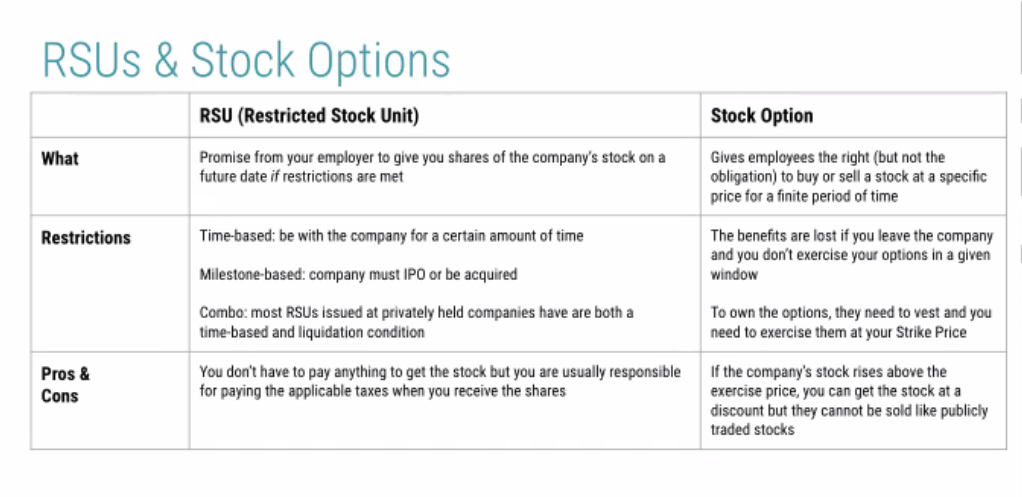 RSUs & Stock Options
RSU (Restricted Stock Unit)
Stock Option
What
Promise from your employer to give you shares of the company's stock on a
future date if restrictions are met
Gives employees the right (but not the
obligation) to buy or sell a stock at a specific
price for a finite period of time
Restrictions
Time-based: be with the company for a certain amount of time
Milestone-based: company must IPO or be acquired
Combo: most RSUs issued at privately held companies have are both a
time-based and liquidation condition
The benefits are lost if you leave the company
and you don't exercise your options in a given
window
To own the options, they need to vest and you
need to exercise them at your Strike Price
Pros &
Cons
You don't have to pay anything to get the stock but you are usually responsible
for paying the applicable taxes when you receive the shares
If the company's stock rises above the
exercise price, you can get the stock at a
discount but they cannot be sold like publicly
traded stocks